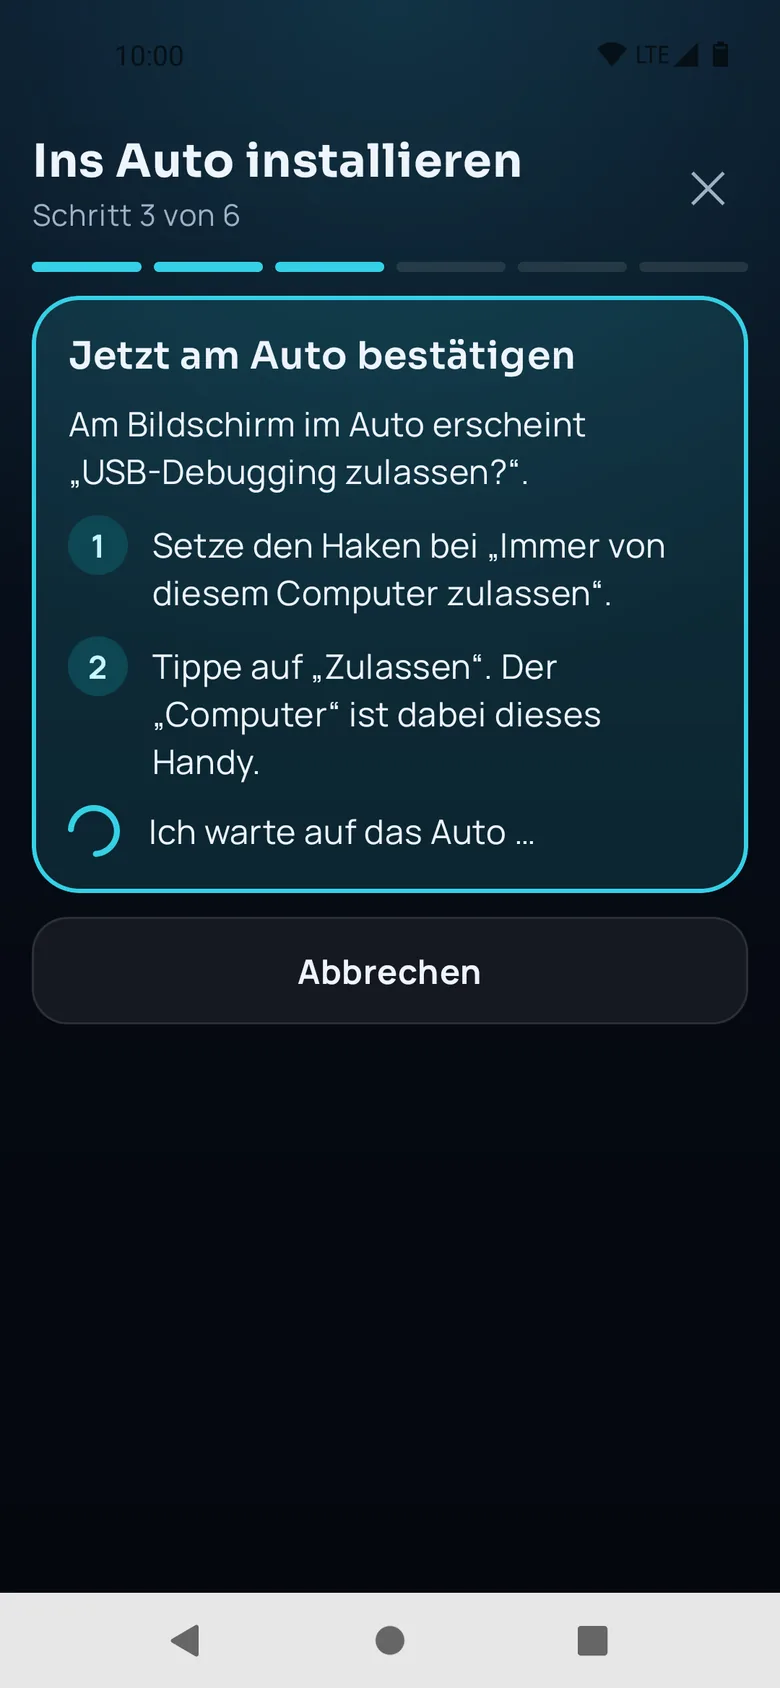 10:00
LTE
Ins Auto installieren
Schritt 3 von 6
Jetzt am Auto bestätigen
Am Bildschirm im Auto erscheint
„USB-Debugging zulassen?“.
1 Setze den Haken bei „Immer von
diesem Computer zulassen“.
2 Tippe auf „Zulassen“. Der
„Computer“ ist dabei dieses
Handy.
Ich warte auf das Auto …
Abbrechen